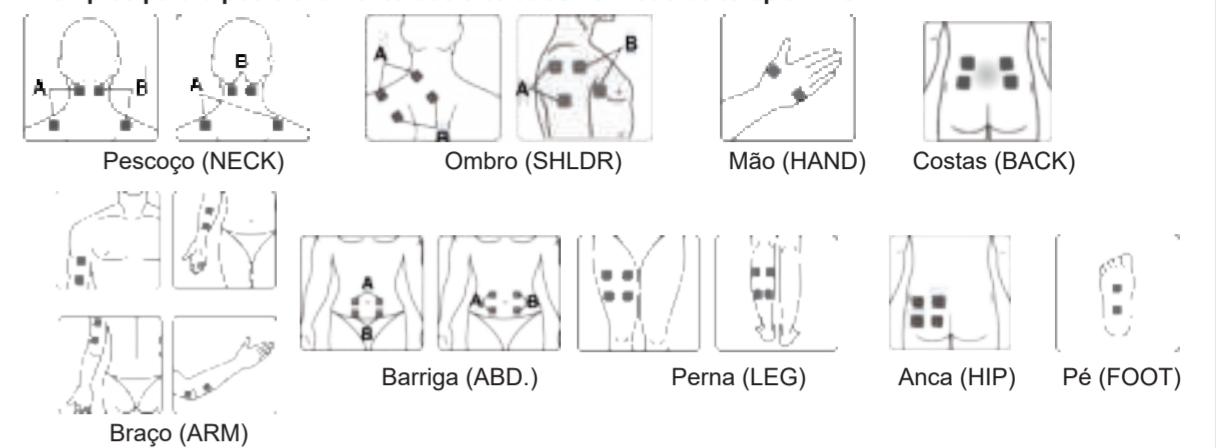 A B A B
A B A B
Pescoço (NECK)
Ombro (SHLDR)
Mão (HAND)
Costas (BACK)
A B
A B
Barriga (ABD.)
Perna (LEG)
Anca (HIP)
Pé (FOOT)
Braço (ARM)